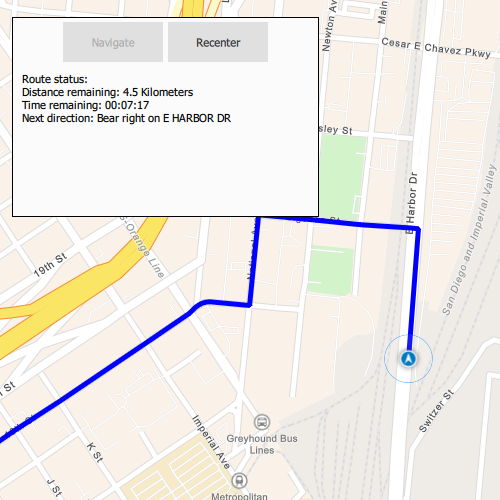 Navigate
Recenter
Route status:
Distance remaining: 4.5 Kilometers
Time remaining: 00:07:17
Next direction: Bear right on E HARBOR DR
Newton Ave
Main
Cesar E Chavez Pkwy
sley St
E Harbor Dr
San Diego and Imperial Valley
National Ave
St
S-Orange Line
19th St
St
K St
J St
Imperial Ave
Greyhound Bus
Lines
Metropolitan
Switzer St